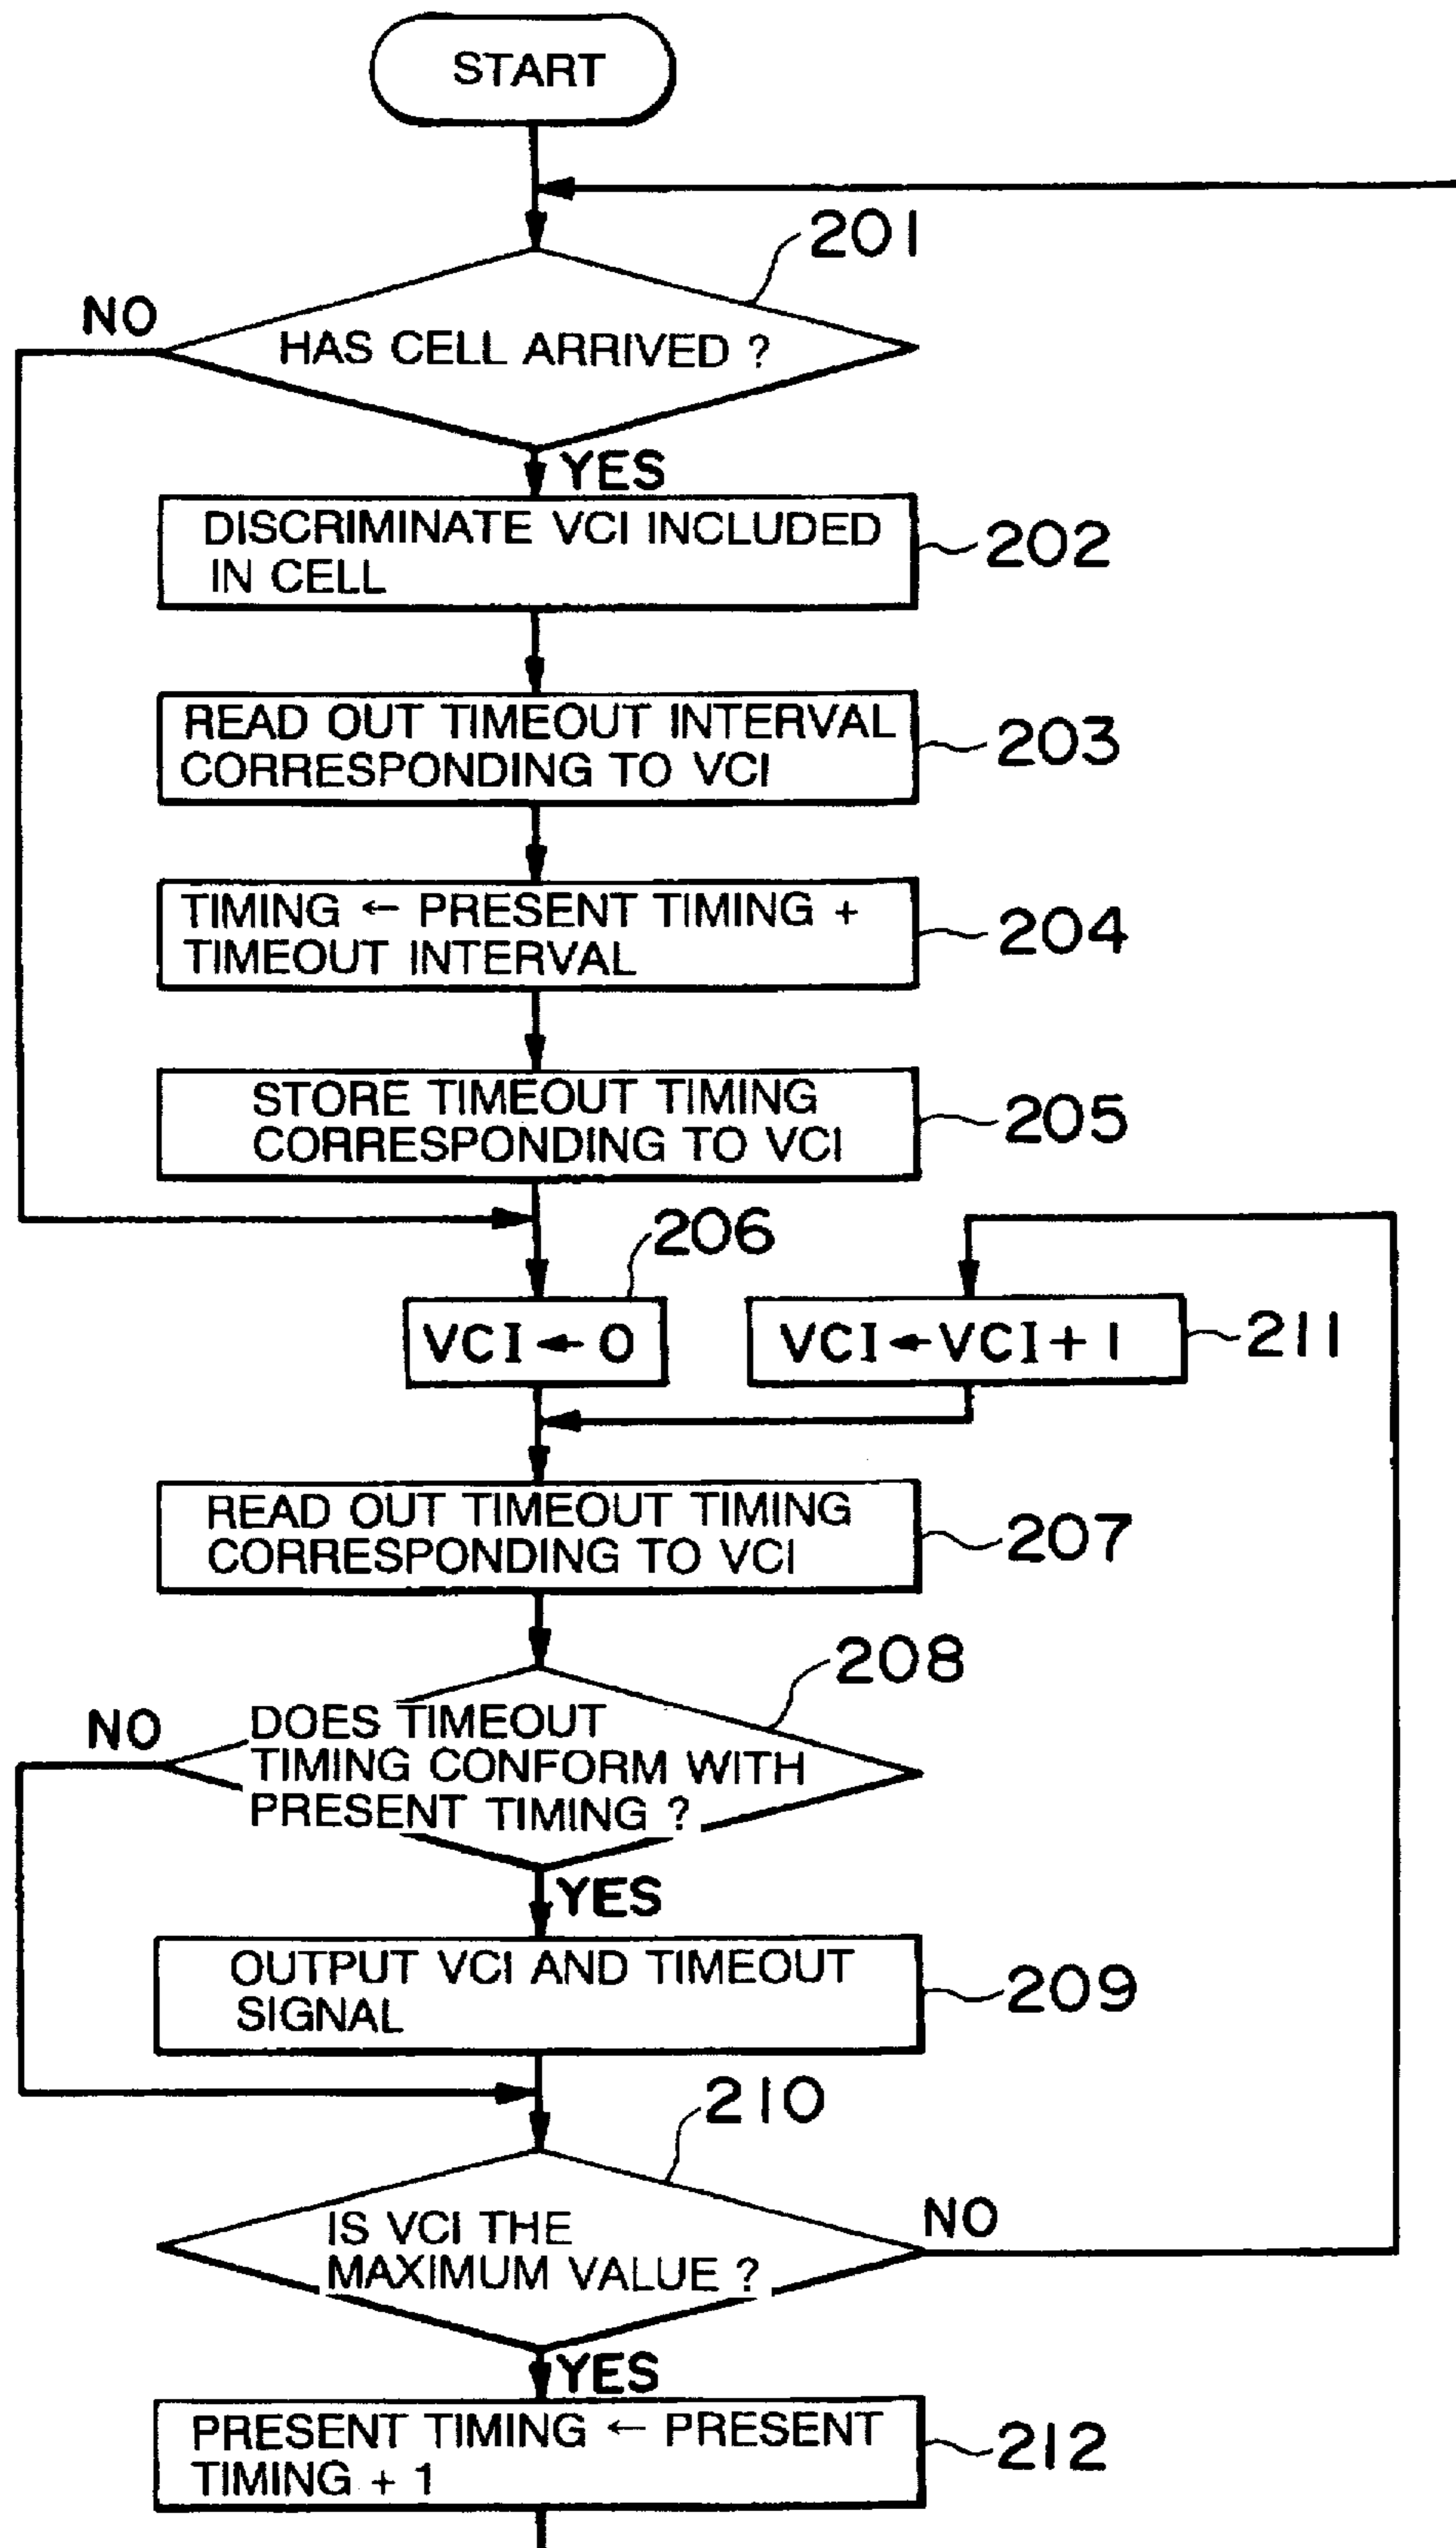 START
201
NO
HAS CELL ARRIVED ?
YES
DISCRIMINATE VCI INCLUDED
IN CELL
202
READ OUT TIMEOUT INTERVAL
CORRESPONDING TO VCI
203
TIMING ← PRESENT TIMING +
TIMEOUT INTERVAL
204
STORE TIMEOUT TIMING
CORRESPONDING TO VCI
205
206
VCI ← 0
VCI ← VCI + 1
211
READ OUT TIMEOUT TIMING
CORRESPONDING TO VCI
207
208
NO
DOES TIMEOUT
TIMING CONFORM WITH
PRESENT TIMING ?
YES
OUTPUT VCI AND TIMEOUT
SIGNAL
209
210
IS VCI THE
MAXIMUM VALUE ?
NO
YES
PRESENT TIMING ← PRESENT
TIMING + 1
212